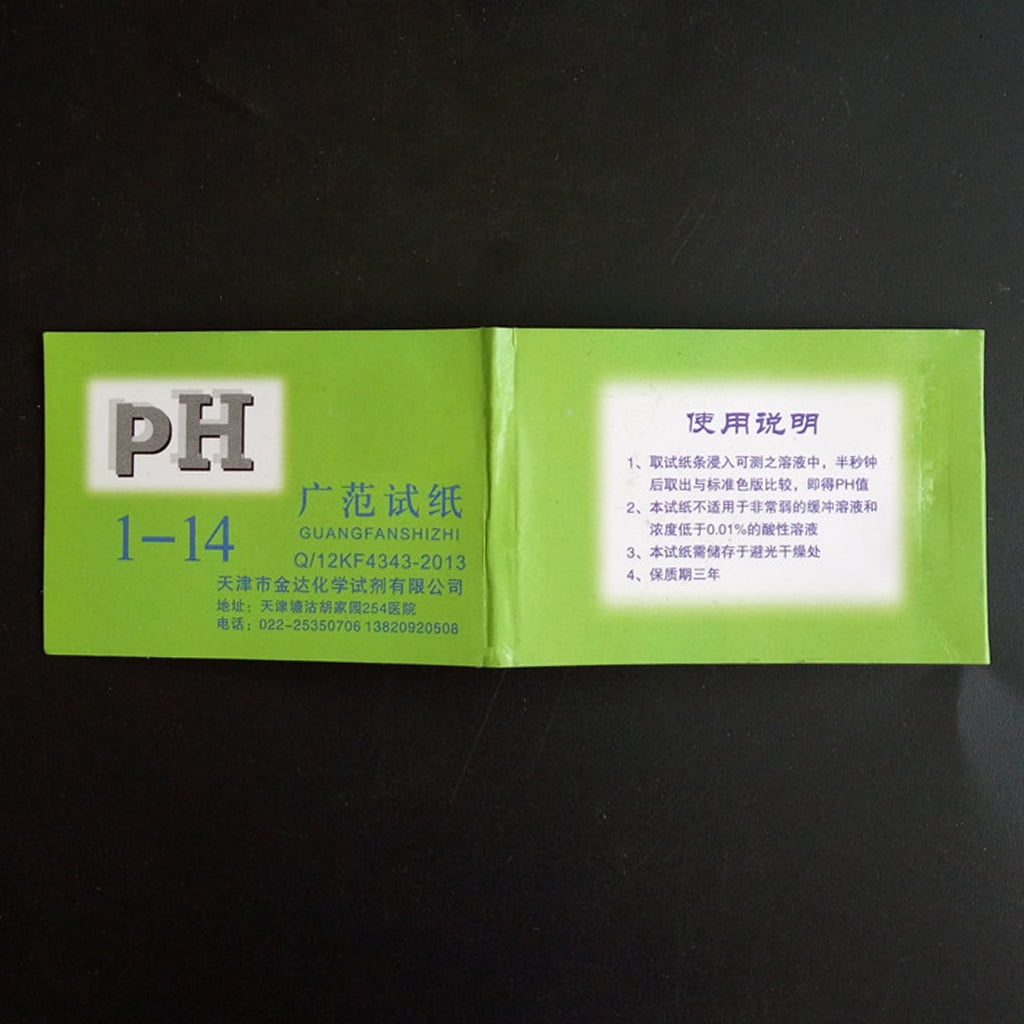 pH
1-14
广范试纸
GUANGFANSHIZHI
Q/12KF4343-2013
天津市金达化学试剂有限公司
地址：天津塘沽胡家园254医院
电话：022-25350706 13820920508
使用说明
1、取试纸条浸入可测之溶液中，半秒钟
后取出与标准色版比较，即得PH值
2、本试纸不适用于非常弱的缓冲溶液和
浓度低于0.01%的酸性溶液
3、本试纸需储存于避光干燥处
4、保质期三年